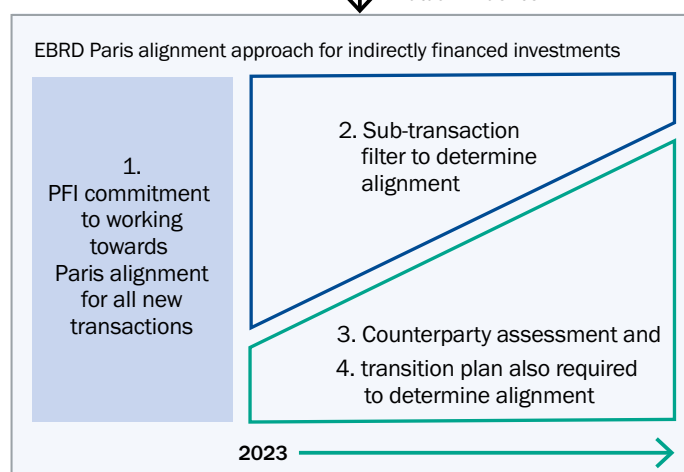 EBRD Paris alignment approach for indirectly financed investments
1.
PFI commitment
to working
towards
Paris alignment
for all new
transactions
2. Sub-transaction
filter to determine
alignment
3. Counterparty assessment and
4. transition plan also required
to determine alignment
2023